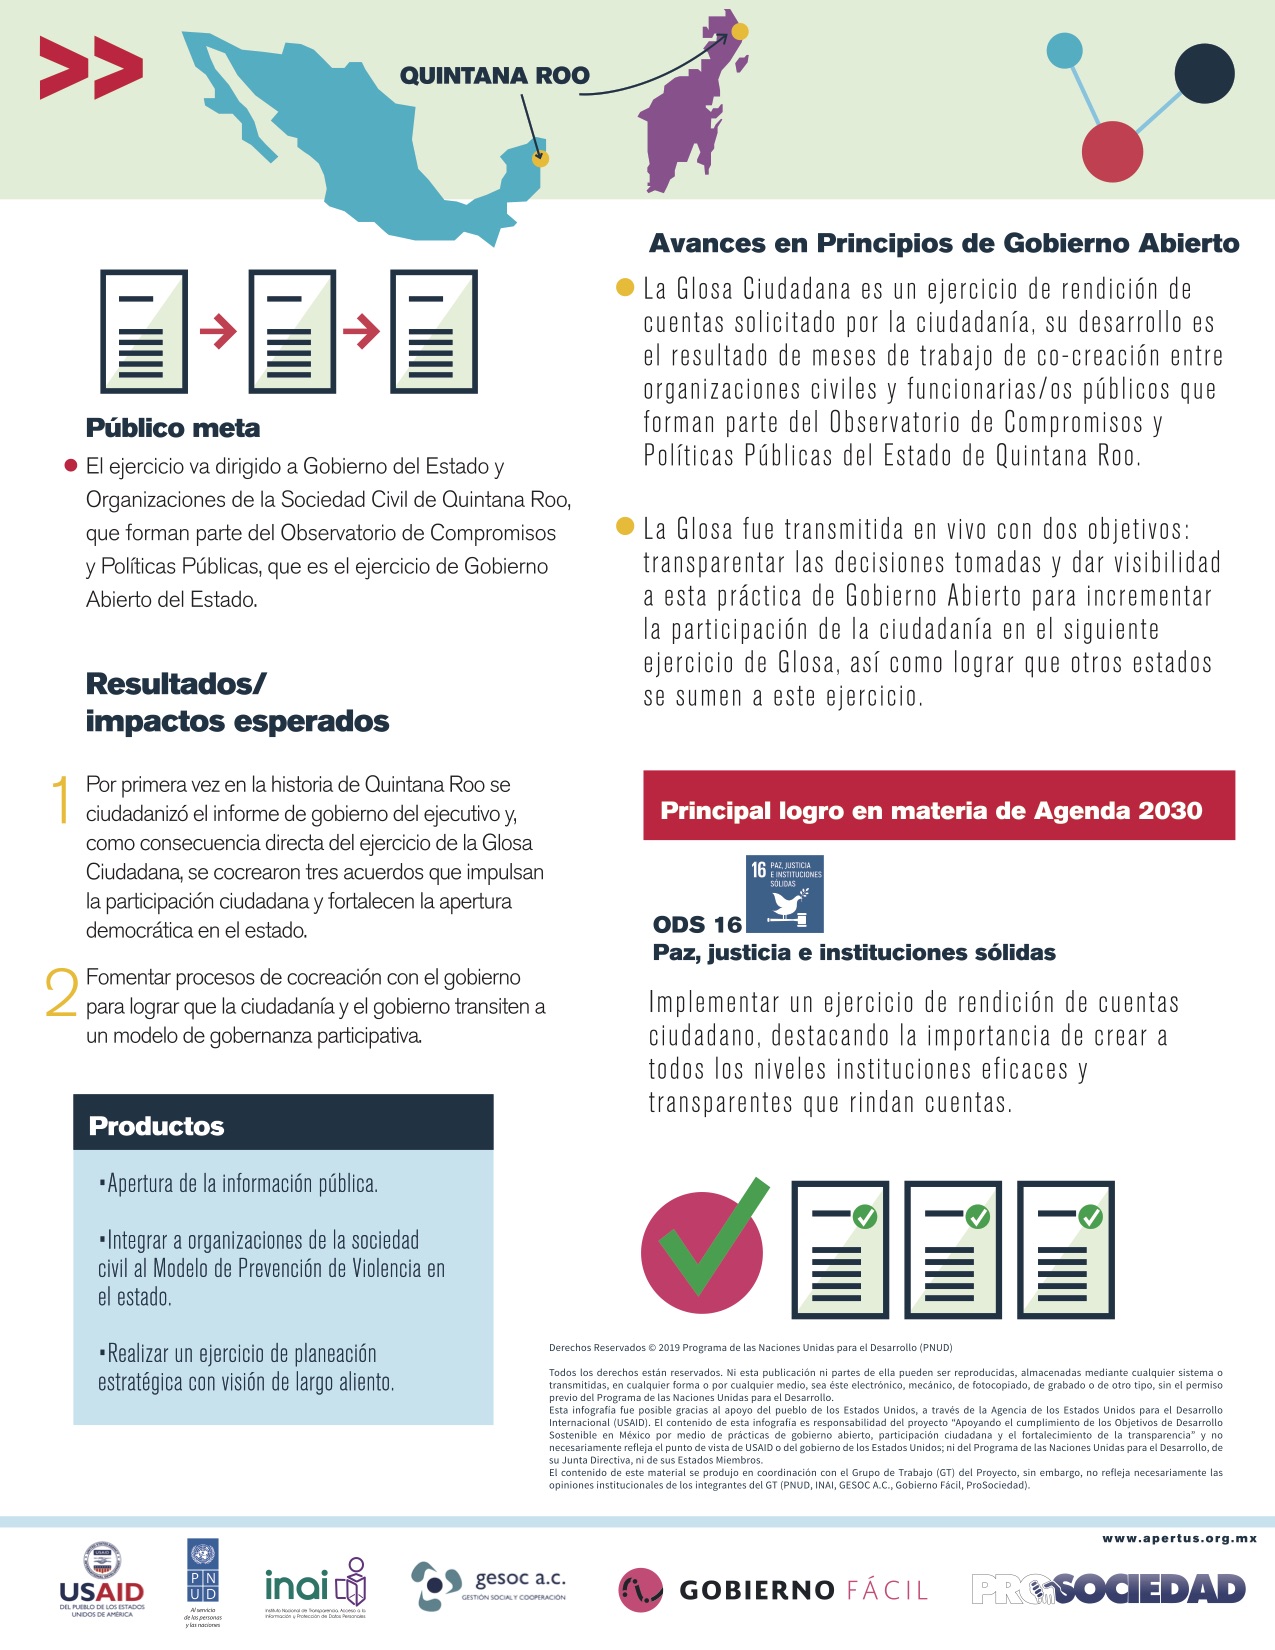 QUINTANA ROO
Público meta
El ejercicio va dirigido a Gobierno del Estado y
Organizaciones de la Sociedad Civil de Quintana Roo,
que forman parte del Observatorio de Compromisos
y Políticas Públicas, que es el ejercicio de Gobierno
Abierto del Estado.
Resultados/
impactos esperados
1
Por primera vez en la historia de Quintana Roo se
ciudadanizó el informe de gobierno del ejecutivo y,
como consecuencia directa del ejercicio de la Glosa
Ciudadana, se cocrearon tres acuerdos que impulsan
la participación ciudadana y fortalecen la apertura
democrática en el estado.
2
Fomentar procesos de cocreación con el gobierno
para lograr que la ciudadanía y el gobierno transiten a
un modelo de gobernanza participativa.
Productos
▪Apertura de la información pública.
▪Integrar a organizaciones de la sociedad
civil al Modelo de Prevención de Violencia en
el estado.
▪Realizar un ejercicio de planeación
estratégica con visión de largo aliento.
Avances en Principios de Gobierno Abierto
La Glosa Ciudadana es un ejercicio de rendición de
cuentas solicitado por la ciudadanía, su desarrollo es
el resultado de meses de trabajo de co-creación entre
organizaciones civiles y funcionarias/os públicos que
forman parte del Observatorio de Compromisos y
Políticas Públicas del Estado de Quintana Roo.
La Glosa fue transmitida en vivo con dos objetivos:
transparentar las decisiones tomadas y dar visibilidad
a esta práctica de Gobierno Abierto para incrementar
la participación de la ciudadanía en el siguiente
ejercicio de Glosa, así como lograr que otros estados
se sumen a este ejercicio.
Principal logro en materia de Agenda 2030
16 PAZ, JUSTICIA
E INSTITUCIONES
SÓLIDAS
ODS 16
Paz, justicia e instituciones sólidas
Implementar un ejercicio de rendición de cuentas
ciudadano, destacando la importancia de crear a
todos los niveles instituciones eficaces y
transparentes que rindan cuentas.
Derechos Reservados © 2019 Programa de las Naciones Unidas para el Desarrollo (PNUD)
Todos los derechos están reservados. Ni esta publicación ni partes de ella pueden ser reproducidas, almacenadas mediante cualquier sistema o
transmitidas, en cualquier forma o por cualquier medio, sea éste electrónico, mecánico, de fotocopiado, de grabado o de otro tipo, sin el permiso
previo del Programa de las Naciones Unidas para el Desarrollo.
Esta infografía fue posible gracias al apoyo del pueblo de los Estados Unidos, a través de la Agencia de los Estados Unidos para el Desarrollo
Internacional (USAID). El contenido de esta infografía es responsabilidad del proyecto “Apoyando el cumplimiento de los Objetivos de Desarrollo
Sostenible en México por medio de prácticas de gobierno abierto, participación ciudadana y el fortalecimiento de la transparencia” y no
necesariamente refleja el punto de vista de USAID o del gobierno de los Estados Unidos; ni del Programa de las Naciones Unidas para el Desarrollo, de
su Junta Directiva, ni de sus Estados Miembros.
El contenido de este material se produjo en coordinación con el Grupo de Trabajo (GT) del Proyecto, sin embargo, no refleja necesariamente las
opiniones institucionales de los integrantes del GT (PNUD, INAI, GESOC A.C., Gobierno Fácil, ProSociedad).
www.apertus.org.mx
USAID
DEL PUEBLO DE LOS ESTADOS
UNIDOS DE AMÉRICA
P N
U D
Al servicio
de las personas
y las naciones
inai
Instituto Nacional de Transparencia, Acceso a la
Información y Protección de Datos Personales
gesoc a.c.
GESTIÓN SOCIAL Y COOPERACIÓN
GOBIERNO FÁCIL
PROSOCIEDAD